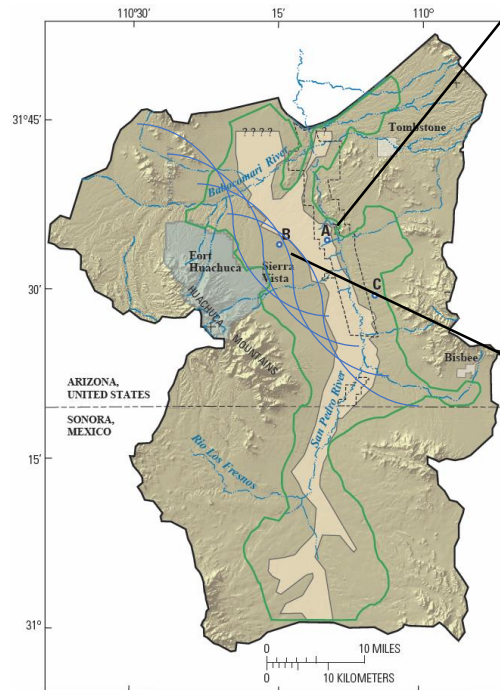 110°30' 15' 110°
31°45'
? ? ? ?
Tombstone
Babocomari River
B
A
Fort
Huachuca
Sierra
Vista
C
30'
HUACHUCA
MOUNTAINS
Bisbee
ARIZONA,
UNITED STATES
SONORA,
MEXICO
San Pedro River
15'
Rio Los Fresnos
31°
0 10 MILES
0 10 KILOMETERS